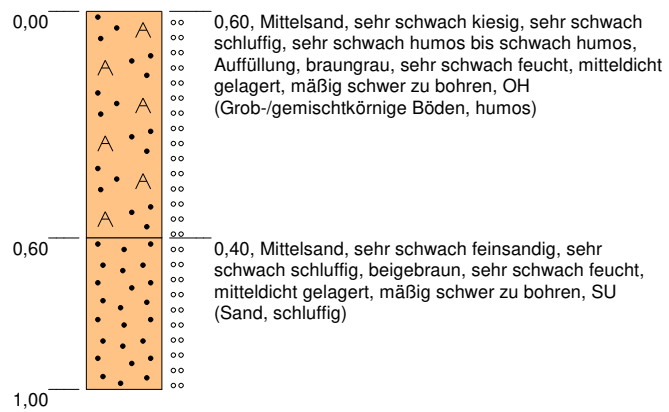 0,00
0,60, Mittelsand, sehr schwach kiesig, sehr schwach
schluffig, sehr schwach humos bis schwach humos,
Auffüllung, braungrau, sehr schwach feucht, mitteldicht
gelagert, mäßig schwer zu bohren, OH
(Grob-/gemischtkörnige Böden, humos)
A
A
A
A
A
A
0,60
0,40, Mittelsand, sehr schwach feinsandig, sehr
schwach schluffig, beigebraun, sehr schwach feucht,
mitteldicht gelagert, mäßig schwer zu bohren, SU
(Sand, schluffig)
1,00